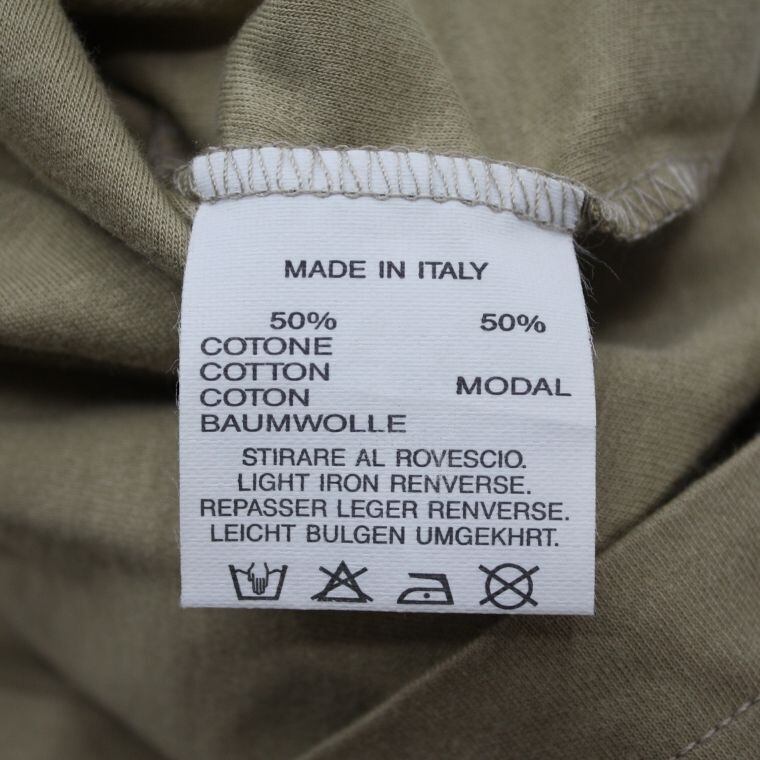 MADE IN ITALY
50% 50%
COTONE
COTTON
COTON MODAL
BAUMWOLLE
STIRARE AL ROVESCIO.
LIGHT IRON RENVERSE.
REPASSER LEGER RENVERSE.
LEICHT BULGEN UMGEKHRT.